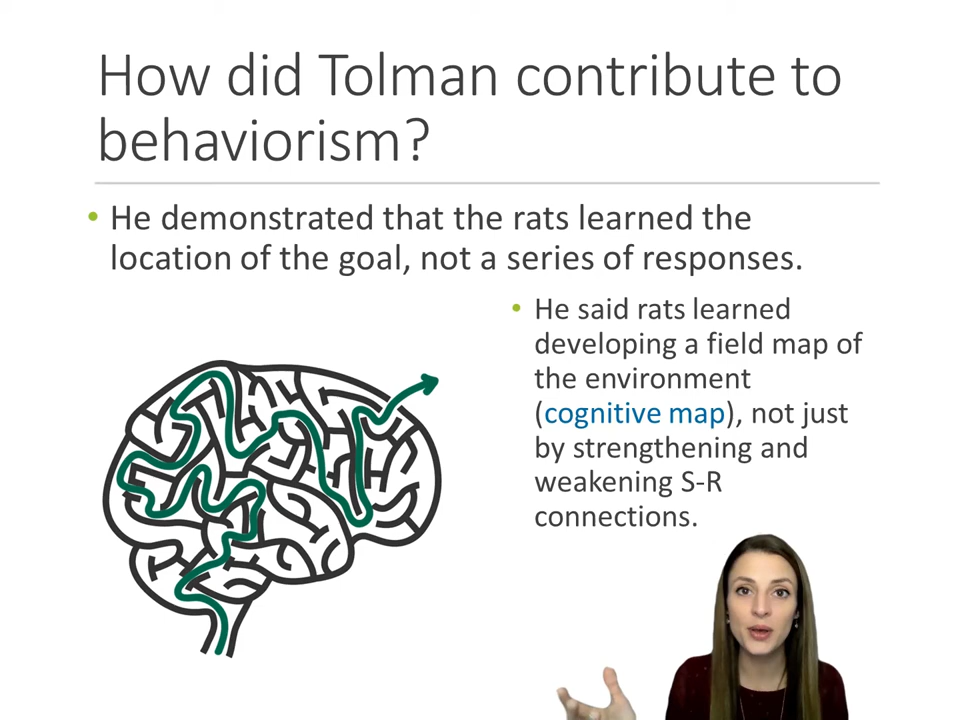 How did Tolman contribute to
behaviorism?
• He demonstrated that the rats learned the
location of the goal, not a series of responses.
• He said rats learned
developing a field map of
the environment
(cognitive map), not just
by strengthening and
weakening S-R
connections.